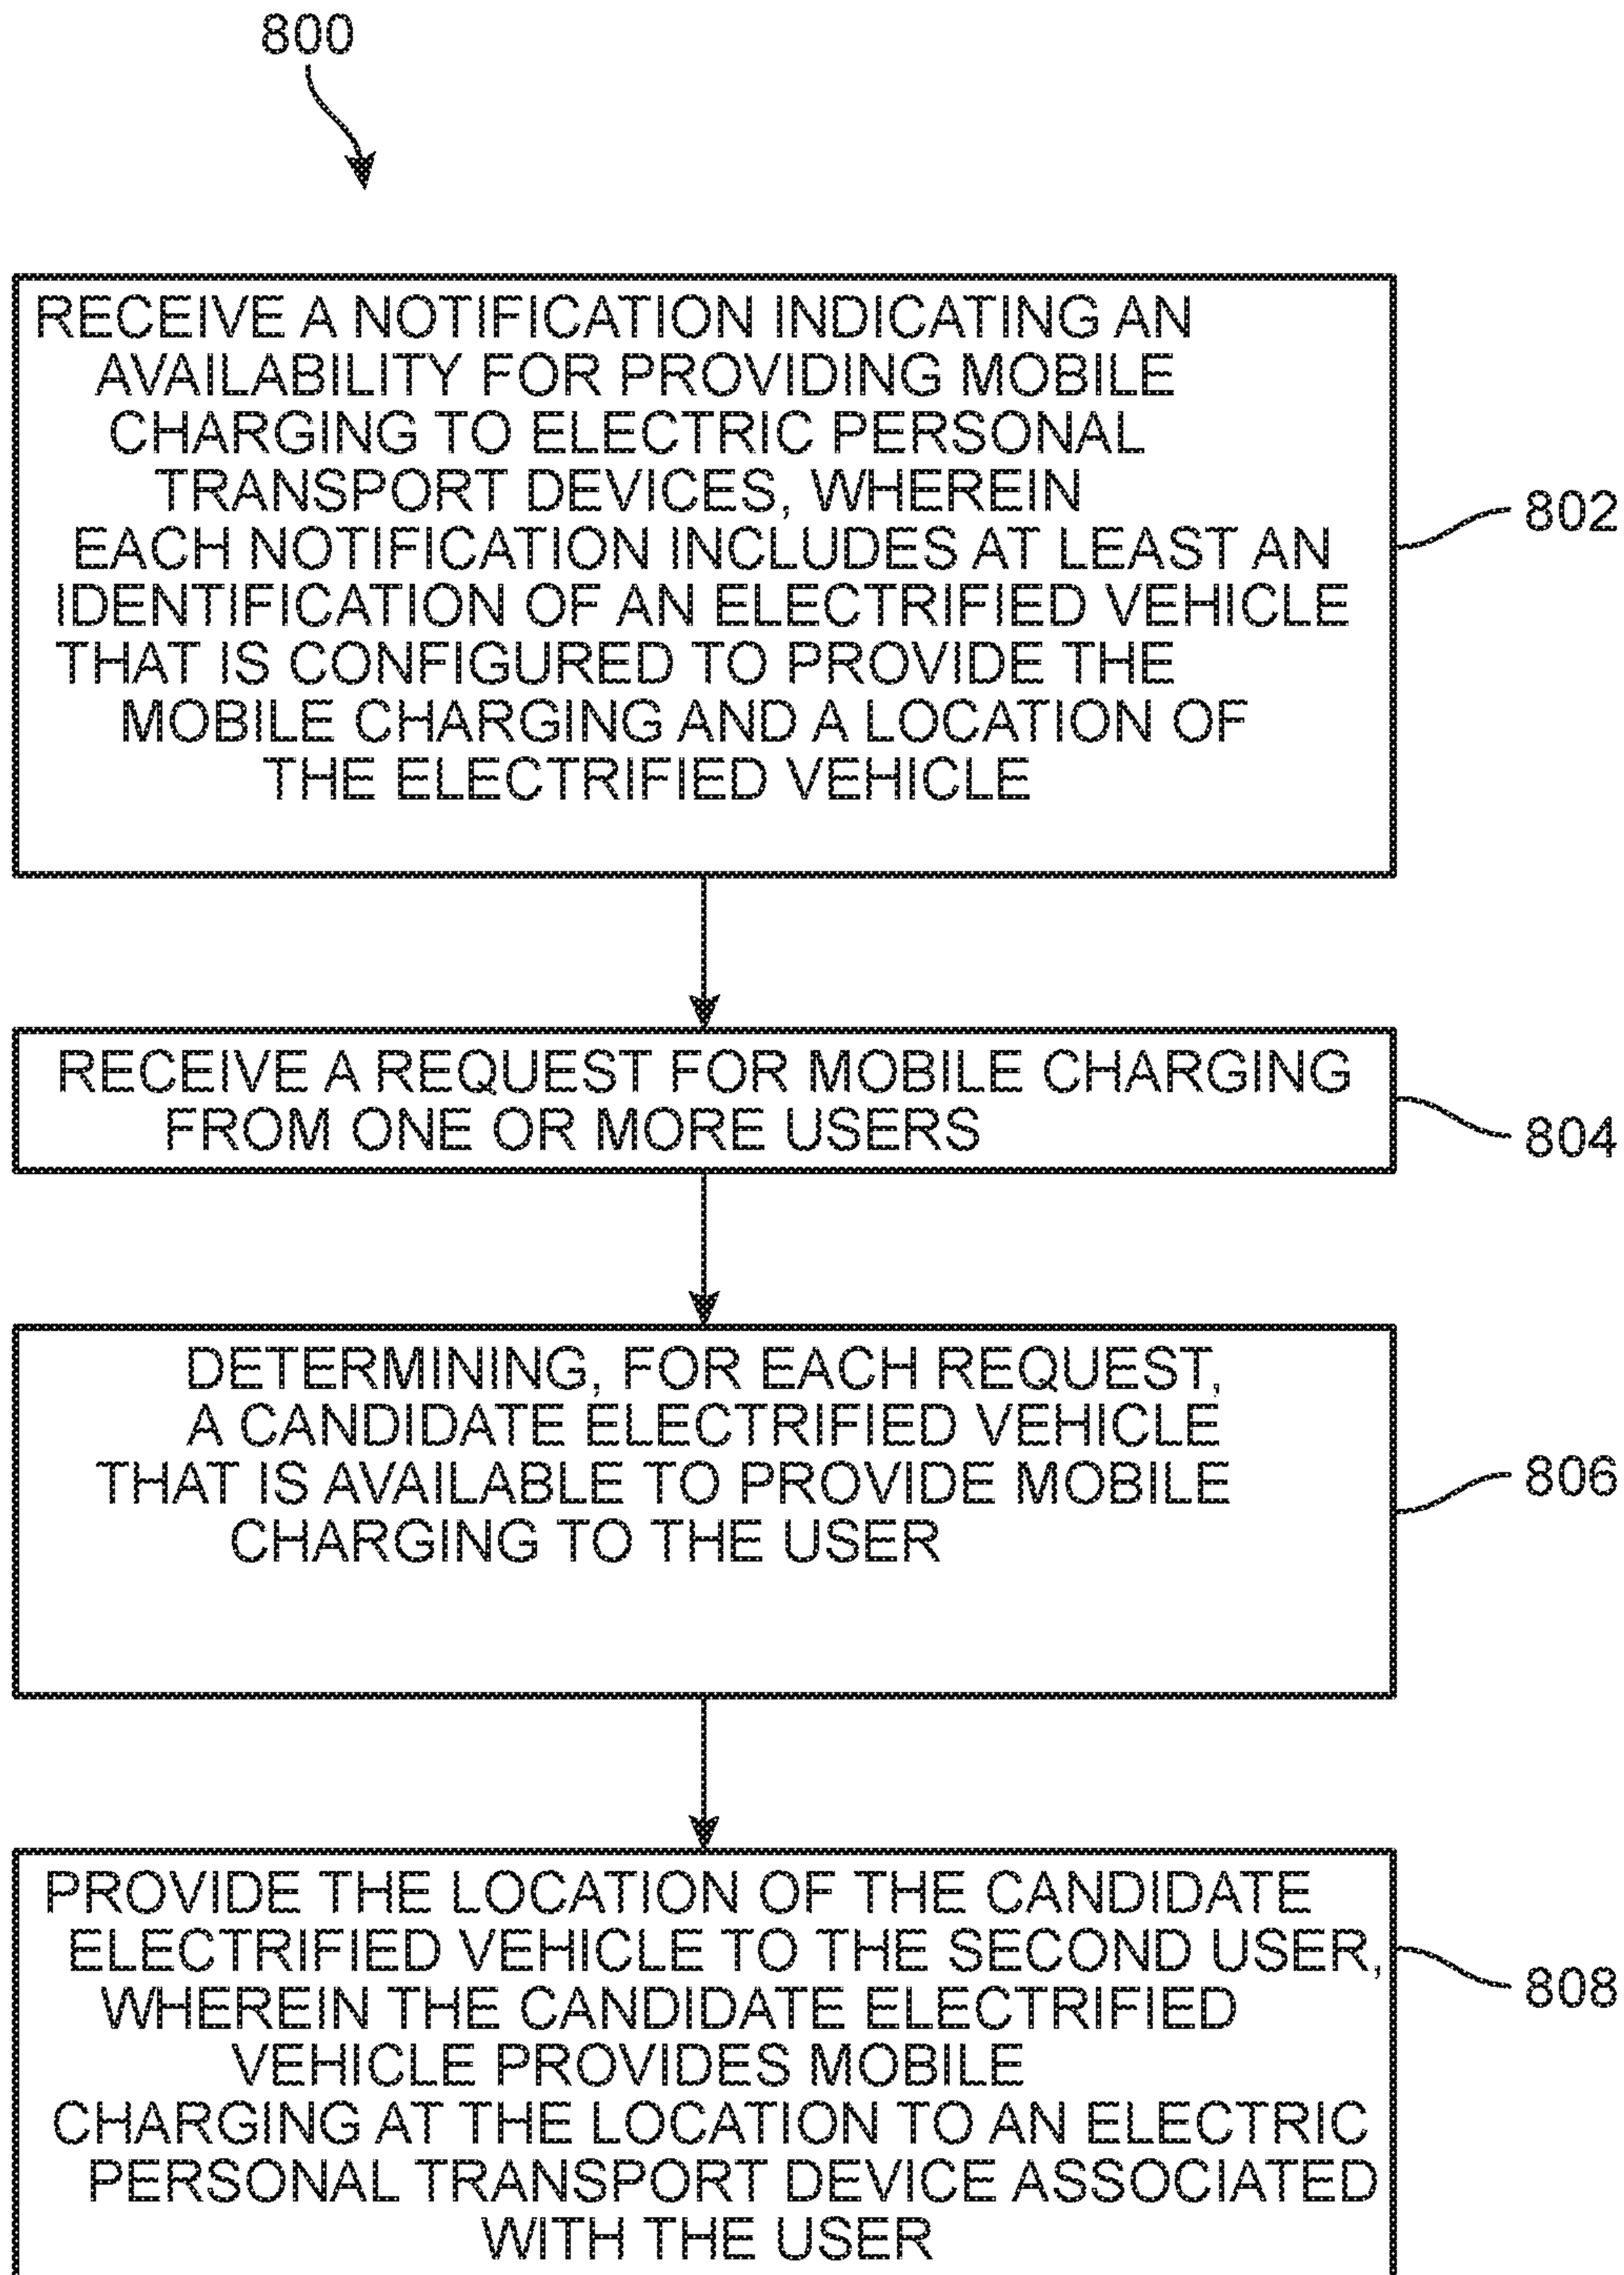 800
RECEIVE A NOTIFICATION INDICATING AN
AVAILABILITY FOR PROVIDING MOBILE
CHARGING TO ELECTRIC PERSONAL
TRANSPORT DEVICES, WHEREIN
EACH NOTIFICATION INCLUDES AT LEAST AN
IDENTIFICATION OF AN ELECTRIFIED VEHICLE
THAT IS CONFIGURED TO PROVIDE THE
MOBILE CHARGING AND A LOCATION OF
THE ELECTRIFIED VEHICLE
802
RECEIVE A REQUEST FOR MOBILE CHARGING
FROM ONE OR MORE USERS
804
DETERMINING, FOR EACH REQUEST,
A CANDIDATE ELECTRIFIED VEHICLE
THAT IS AVAILABLE TO PROVIDE MOBILE
CHARGING TO THE USER
806
PROVIDE THE LOCATION OF THE CANDIDATE
ELECTRIFIED VEHICLE TO THE SECOND USER,
WHEREIN THE CANDIDATE ELECTRIFIED
VEHICLE PROVIDES MOBILE
CHARGING AT THE LOCATION TO AN ELECTRIC
PERSONAL TRANSPORT DEVICE ASSOCIATED
WITH THE USER
808